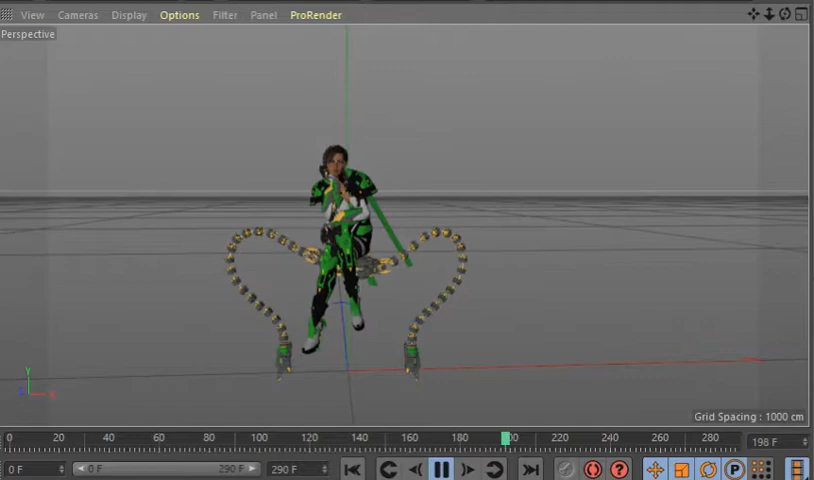 View Cameras Display Options Filter Panel ProRender
Perspective
Y
X
Grid Spacing : 1000 cm
0 20 40 60 80 100 120 140 160 180 200 220 240 260 280 198 F
0 F 0 F 290 F 290 F P